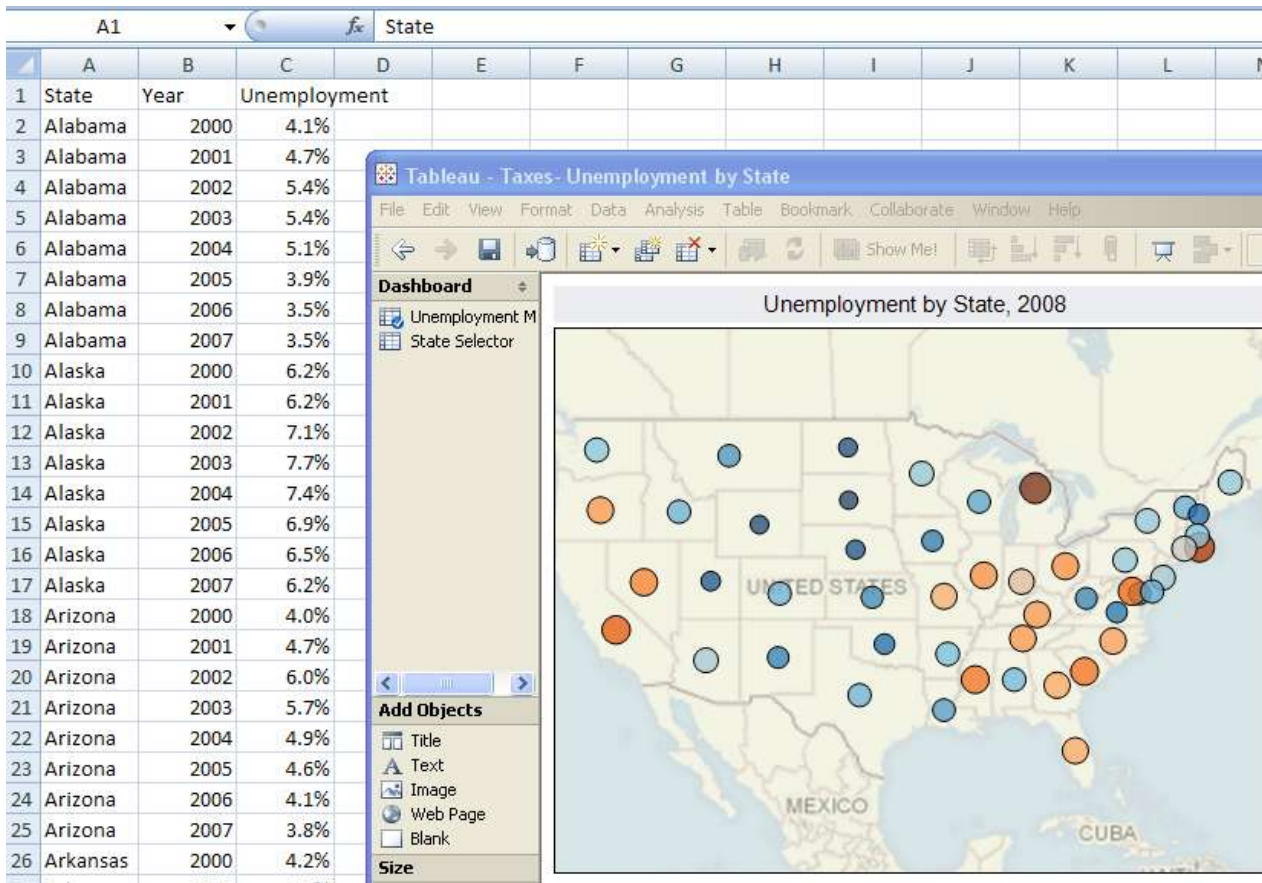 A1 fx State
A B C D E F G H I J K L
1 State Year Unemployment
2 Alabama 2000 4.1%
3 Alabama 2001 4.7%
4 Alabama 2002 5.4%
5 Alabama 2003 5.4%
6 Alabama 2004 5.1%
7 Alabama 2005 3.9%
8 Alabama 2006 3.5%
9 Alabama 2007 3.5%
10 Alaska 2000 6.2%
11 Alaska 2001 6.2%
12 Alaska 2002 7.1%
13 Alaska 2003 7.7%
14 Alaska 2004 7.4%
15 Alaska 2005 6.9%
16 Alaska 2006 6.5%
17 Alaska 2007 6.2%
18 Arizona 2000 4.0%
19 Arizona 2001 4.7%
20 Arizona 2002 6.0%
21 Arizona 2003 5.7%
22 Arizona 2004 4.9%
23 Arizona 2005 4.6%
24 Arizona 2006 4.1%
25 Arizona 2007 3.8%
26 Arkansas 2000 4.2%
Tableau - Taxes- Unemployment by State
File Edit View Format Data Analysis Table Bookmark Collaborate Window Help
Show Me!
Dashboard
Unemployment M
State Selector
Add Objects
Title
Text
Image
Web Page
Blank
Size
Unemployment by State, 2008
UNITED STATES
MEXICO
CUBA